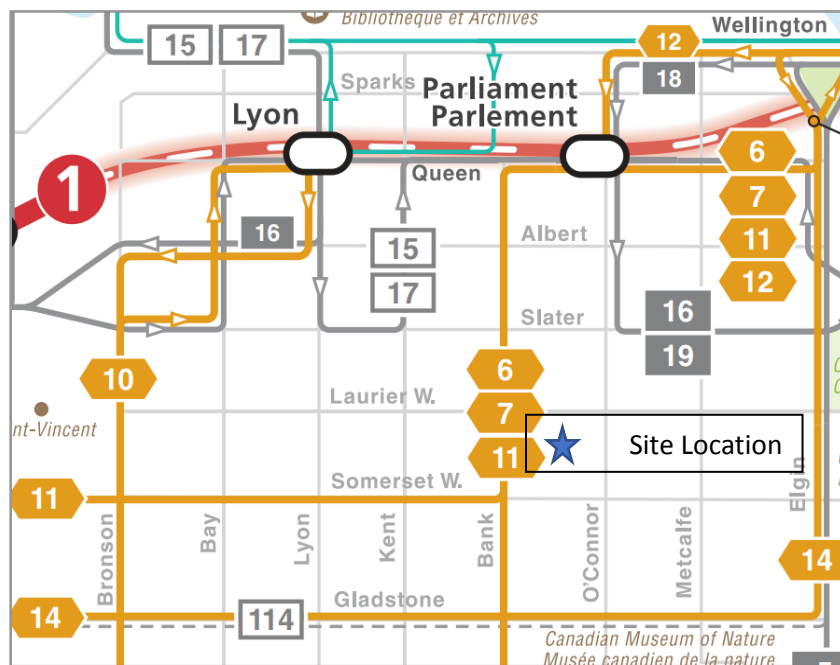 Bibliothèque et Archives
Wellington
15 17
12
18
Sparks
Parliament
Parlement
Lyon
1
Queen
6
7
11
12
16
15
17
Albert
Slater
16
19
10
6
7
11
Laurier W.
nt-Vincent
Site Location
Somerset W.
11
Bronson
Bay
Lyon
Kent
Bank
O'Connor
Metcalfe
Elgin
14
14
114
Gladstone
Canadian Museum of Nature
Musée canadien de la nature